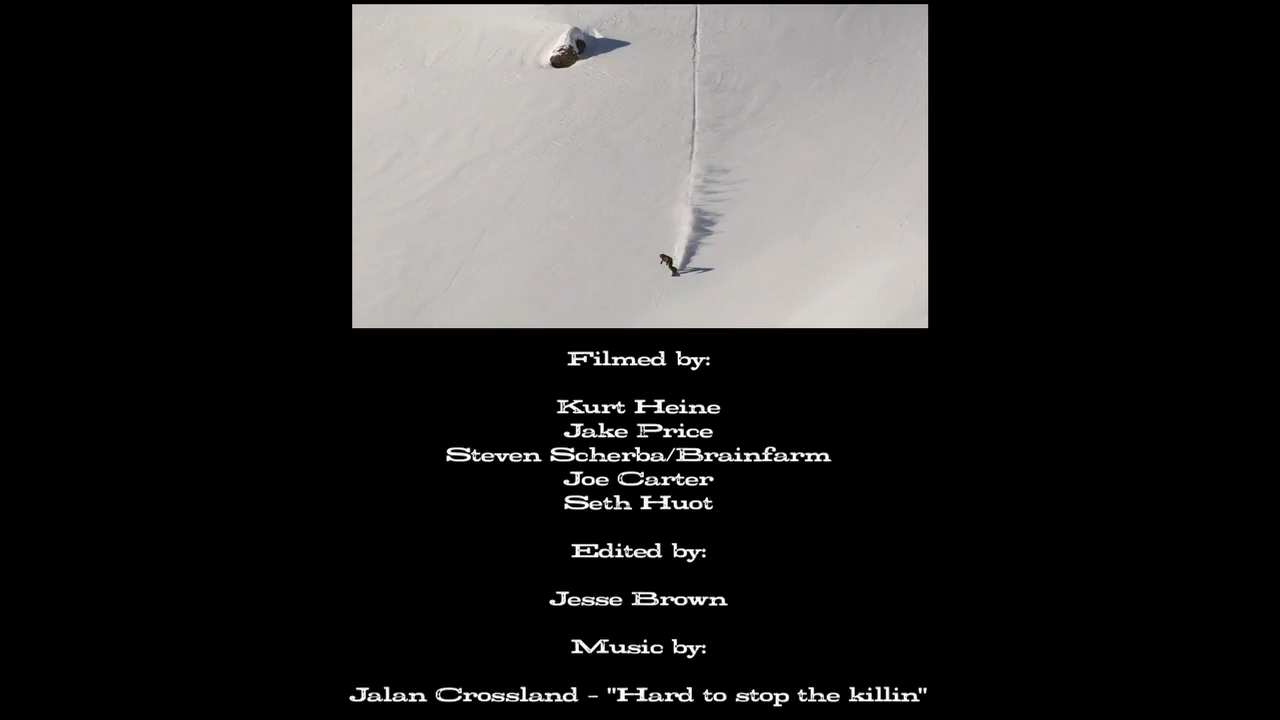 Filmed by:
Kurt Heine
Jake Price
Steven Scherba/Brainfarm
Joe Carter
Seth Huot
Edited by:
Jesse Brown
Music by:
Jalan Crossland - "Hard to stop the killin"